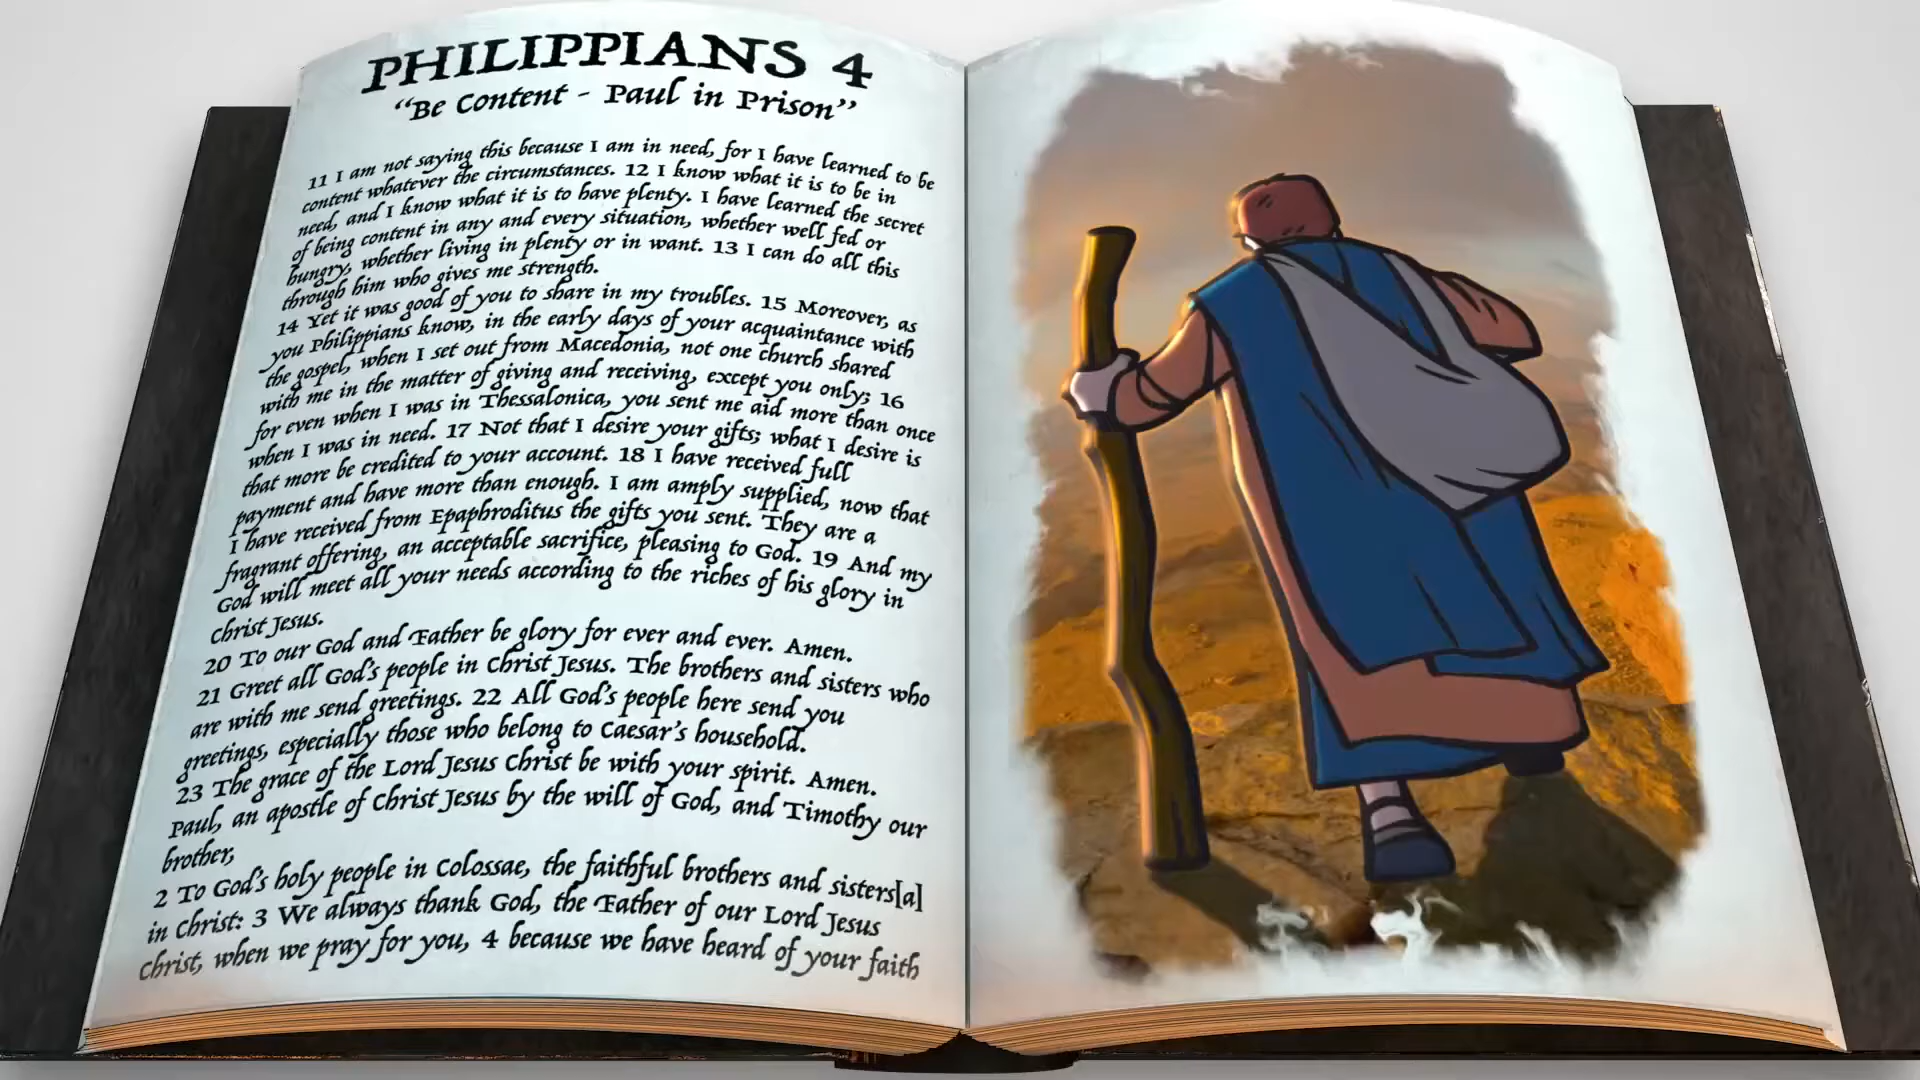 PHILIPPIANS 4
“Be Content - Paul in Prison”
11 I am not saying this because I am in need, for I have learned to be
content whatever the circumstances. 12 I know what it is to be in
need, and I know what it is to have plenty. I have learned the secret
of being content in any and every situation, whether well fed or
hungry, whether living in plenty or in want. 13 I can do all this
through him who gives me strength.
14 Yet it was good of you to share in my troubles. 15 Moreover, as
you Philippians know, in the early days of your acquaintance with
the gospel, when I set out from Macedonia, not one church shared
with me in the matter of giving and receiving, except you only; 16
for even when I was in Thessalonica, you sent me aid more than once
when I was in need. 17 Not that I desire your gifts; what I desire is
that more be credited to your account. 18 I have received full
payment and have more than enough. I am amply supplied, now that
I have received from Epaphroditus the gifts you sent. They are a
fragrant offering, an acceptable sacrifice, pleasing to God. 19 And my
God will meet all your needs according to the riches of his glory in
Christ Jesus.
20 To our God and Father be glory for ever and ever. Amen.
21 Greet all God’s people in Christ Jesus. The brothers and sisters who
are with me send greetings. 22 All God’s people here send you
greetings, especially those who belong to Caesar’s household.
23 The grace of the Lord Jesus Christ be with your spirit. Amen.
Paul, an apostle of Christ Jesus by the will of God, and Timothy our
brother,
2 To God’s holy people in Colossae, the faithful brothers and sisters[a]
in Christ: 3 We always thank God, the Father of our Lord Jesus
Christ, when we pray for you, 4 because we have heard of your faith